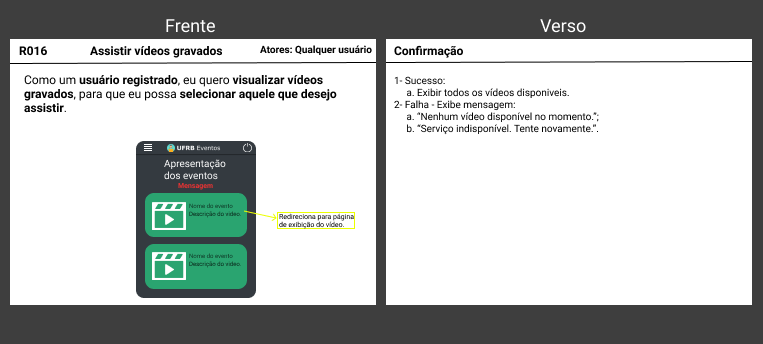 Frente
Verso
R016 Assistir vídeos gravados Atores: Qualquer usuário
Como um usuário registrado, eu quero visualizar vídeos
gravados, para que eu possa selecionar aquele que desejo
assistir.
UFRB Eventos
Apresentação
dos eventos
Mensagem
Nome do evento
Descrição do vídeo.
Redireciona para página
de exibição do vídeo.
Nome do evento
Descrição do vídeo.
Confirmação
1- Sucesso:
a. Exibir todos os vídeos disponiveis.
2- Falha - Exibe mensagem:
a. “Nenhum vídeo disponível no momento.”;
b. “Serviço indisponível. Tente novamente.”.